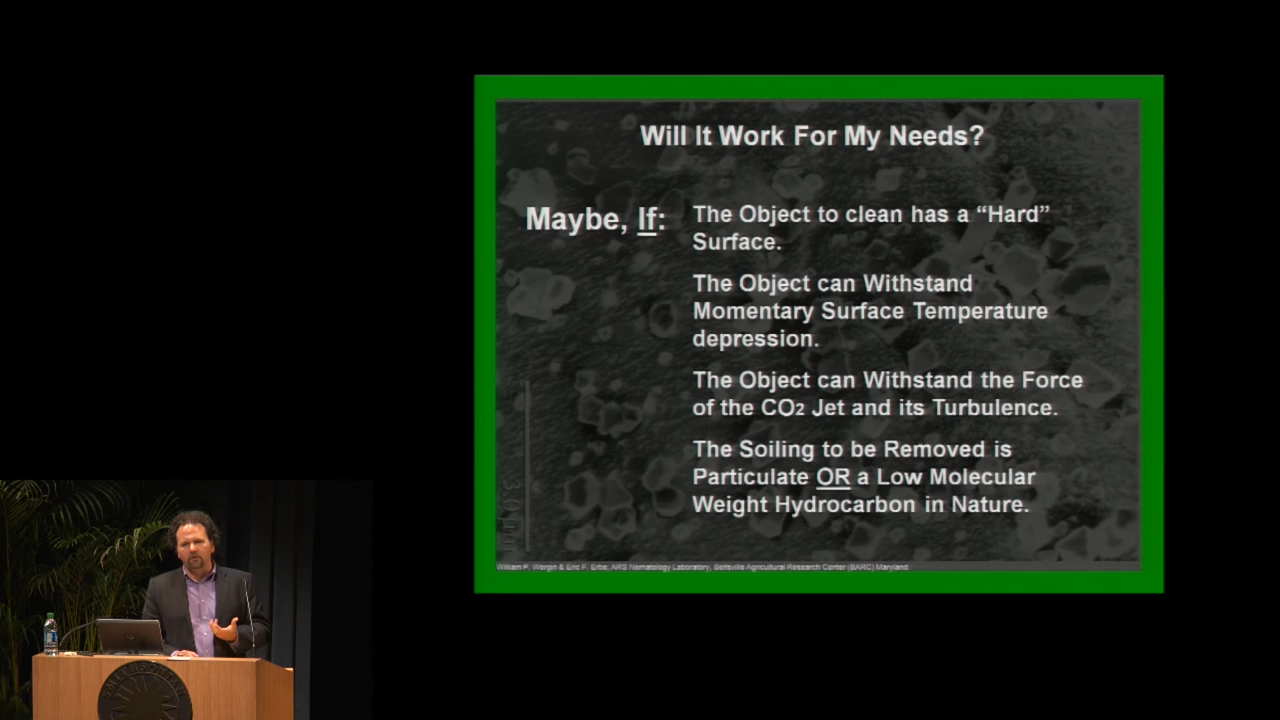 Will It Work For My Needs?
Maybe, If:
The Object to clean has a “Hard”
Surface.
The Object can Withstand
Momentary Surface Temperature
depression.
The Object can Withstand the Force
of the CO2 Jet and its Turbulence.
The Soiling to be Removed is
Particulate OR a Low Molecular
Weight Hydrocarbon in Nature.
30µm
William P. Wergin & Eric F. Erbe, ARS Nematology Laboratory, Beltsville Agricultural Research Center (BARC) Maryland
SMITHSONIAN